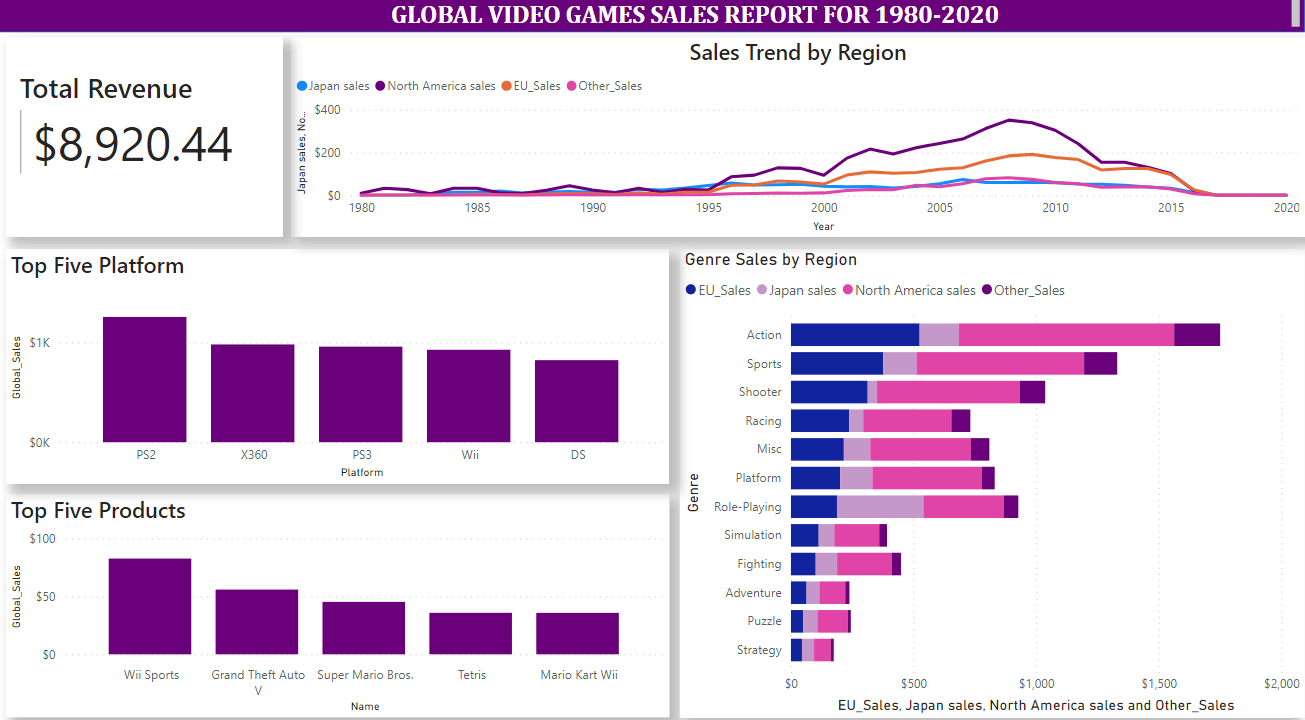 GLOBAL VIDEO GAMES SALES REPORT FOR 1980-2020
Total Revenue
$8,920.44
Sales Trend by Region
Japan sales North America sales EU_Sales Other_Sales
Japan sales, No...
$400
$200
$0
1980 1985 1990 1995 2000 2005 2010 2015 2020
Year
Top Five Platform
Global_Sales
$1K
$0K
PS2 X360 PS3 Wii DS
Platform
Top Five Products
Global_Sales
$100
$50
$0
Wii Sports Grand Theft Auto Super Mario Bros. Tetris Mario Kart Wii
V
Name
Genre Sales by Region
EU_Sales Japan sales North America sales Other_Sales
Genre
Action
Sports
Shooter
Racing
Misc
Platform
Role-Playing
Simulation
Fighting
Adventure
Puzzle
Strategy
$0 $500 $1,000 $1,500 $2,000
EU_Sales, Japan sales, North America sales and Other_Sales